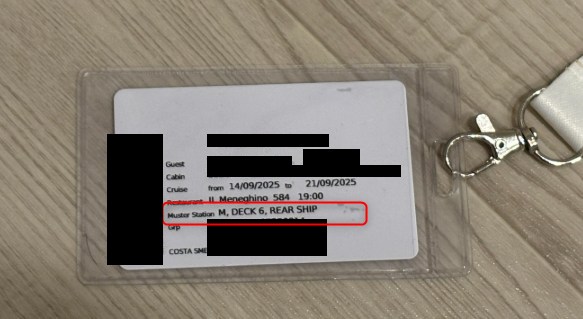 Guest
Cabin
Cruise from 14/09/2025 to 21/09/2025
Restaurant Il Meneghino 584 19:00
Muster Station M, DECK 6, REAR SHIP
Grp
COSTA SME